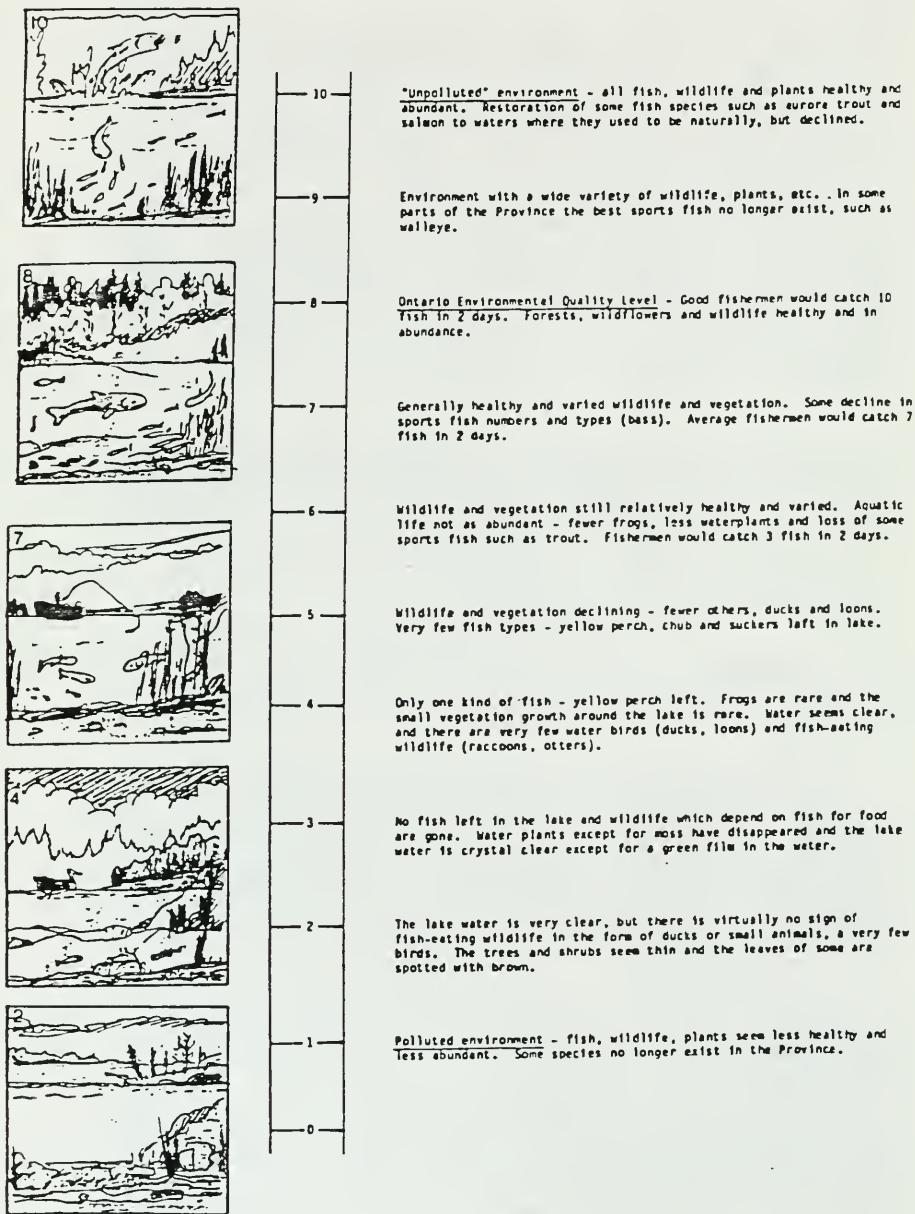 10
10
"Unpolluted" environment - all fish, wildlife and plants healthy and
abundant. Restoration of some fish species such as aurora trout and
salmon to waters where they used to be naturally, but declined.
9
Environment with a wide variety of wildlife, plants, etc.. In some
parts of the Province the best sports fish no longer exist, such as
walleye.
8
8
Ontario Environmental Quality Level - Good fishermen would catch 10
fish in 2 days. Forests, wildflowers and wildlife healthy and in
abundance.
7
Generally healthy and varied wildlife and vegetation. Some decline in
sports fish numbers and types (bass). Average fishermen would catch 7
fish in 2 days.
6
Wildlife and vegetation still relatively healthy and varied. Aquatic
life not as abundant - fewer frogs, less waterplants and loss of some
sports fish such as trout. Fishermen would catch 3 fish in 2 days.
7
5
Wildlife and vegetation declining - fewer others, ducks and loons.
Very few fish types - yellow perch, chub and suckers left in lake.
4
Only one kind of fish - yellow perch left. Frogs are rare and the
small vegetation growth around the lake is rare. Water seems clear,
and there are very few water birds (ducks, loons) and fish-eating
wildlife (raccoons, otters).
4
3
No fish left in the lake and wildlife which depend on fish for food
are gone. Water plants except for moss have disappeared and the lake
water is crystal clear except for a green film in the water.
2
The lake water is very clear, but there is virtually no sign of
fish-eating wildlife in the form of ducks or small animals, a very few
birds. The trees and shrubs seem thin and the leaves of some are
spotted with brown.
2
1
Polluted environment - fish, wildlife, plants seem less healthy and
less abundant. Some species no longer exist in the Province.
0